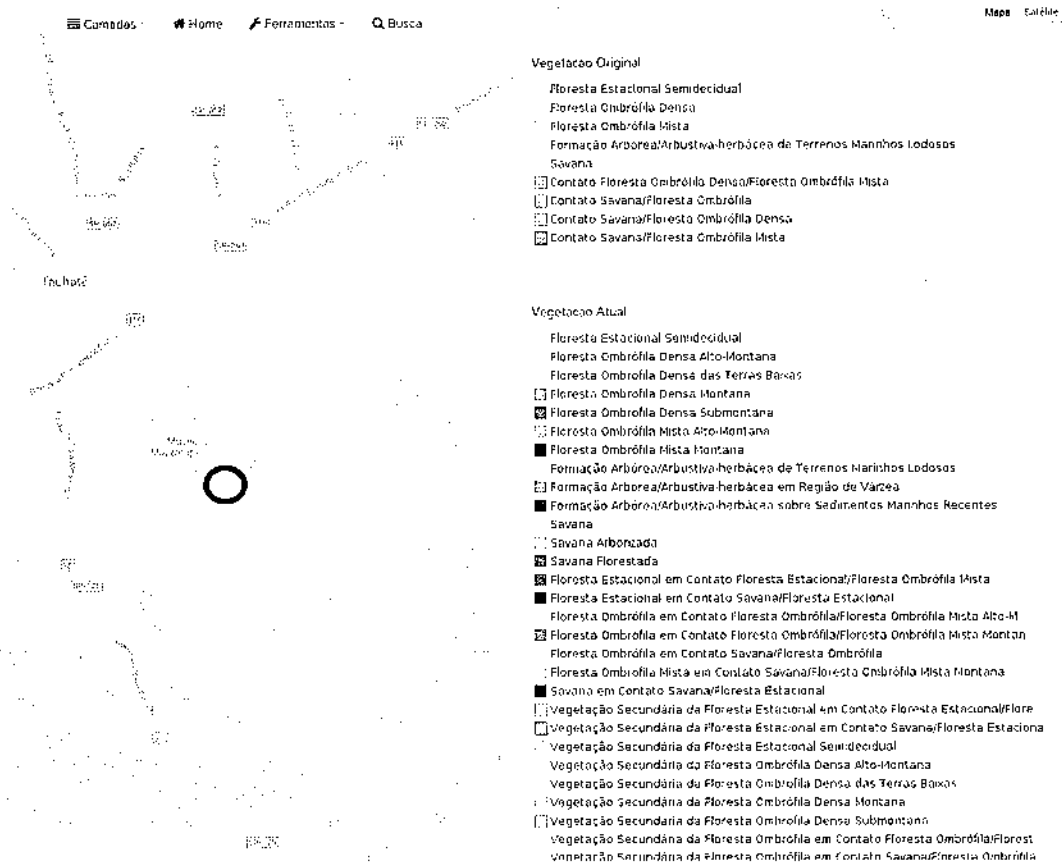 Camadas
Home
Ferramentas
Busca
Mapa
Satélite
Vegetacao Original
Floresta Estacional Semidecidual
Floresta Ombrófila Densa
Floresta Ombrófila Mista
Formação Arbórea/Arbustiva-herbácea de Terrenos Marinhos Lodosos
Savana
Contato Floresta Ombrófila Densa/Floresta Ombrófila Mista
Contato Savana/Floresta Ombrófila
Contato Savana/Floresta Ombrófila Densa
Contato Savana/Floresta Ombrófila Mista
Vegetacao Atual
Floresta Estacional Semidecidual
Floresta Ombrófila Densa Alto-Montana
Floresta Ombrófila Densa das Terras Baixas
Floresta Ombrófila Densa Montana
Floresta Ombrófila Densa Submontana
Floresta Ombrófila Mista Alto-Montana
Floresta Ombrófila Mista Montana
Formação Arbórea/Arbustiva-herbácea de Terrenos Marinhos Lodosos
Formação Arbórea/Arbustiva-herbácea em Região de Várzea
Formação Arbórea/Arbustiva-herbácea sobre Sedimentos Marinhos Recentes
Savana
Savana Arborizada
Savana Florestada
Floresta Estacional em Contato Floresta Estacional/Floresta Ombrófila Mista
Floresta Estacional em Contato Savana/Floresta Estacional
Floresta Ombrófila em Contato Floresta Ombrófila/Floresta Ombrófila Mista Alto-M
Floresta Ombrófila em Contato Floresta Ombrófila/Floresta Ombrófila Mista Montan
Floresta Ombrófila em Contato Savana/Floresta Ombrófila
Floresta Ombrófila Mista em Contato Savana/Floresta Ombrófila Mista Montana
Savana em Contato Savana/Floresta Estacional
Vegetação Secundária da Floresta Estacional em Contato Floresta Estacional/Flore
Vegetação Secundária da Floresta Estacional em Contato Savana/Floresta Estaciona
Vegetação Secundária da Floresta Estacional Semidecidual
Vegetação Secundária da Floresta Ombrófila Densa Alto-Montana
Vegetação Secundária da Floresta Ombrófila Densa das Terras Baixas
Vegetação Secundária da Floresta Ombrófila Densa Montana
Vegetação Secundária da Floresta Ombrófila Densa Submontana
Vegetação Secundária da Floresta Ombrófila em Contato Floresta Ombrófila/Florest
Vegetação Secundária da Floresta Ombrófila em Contato Savana/Floresta Ombrófila